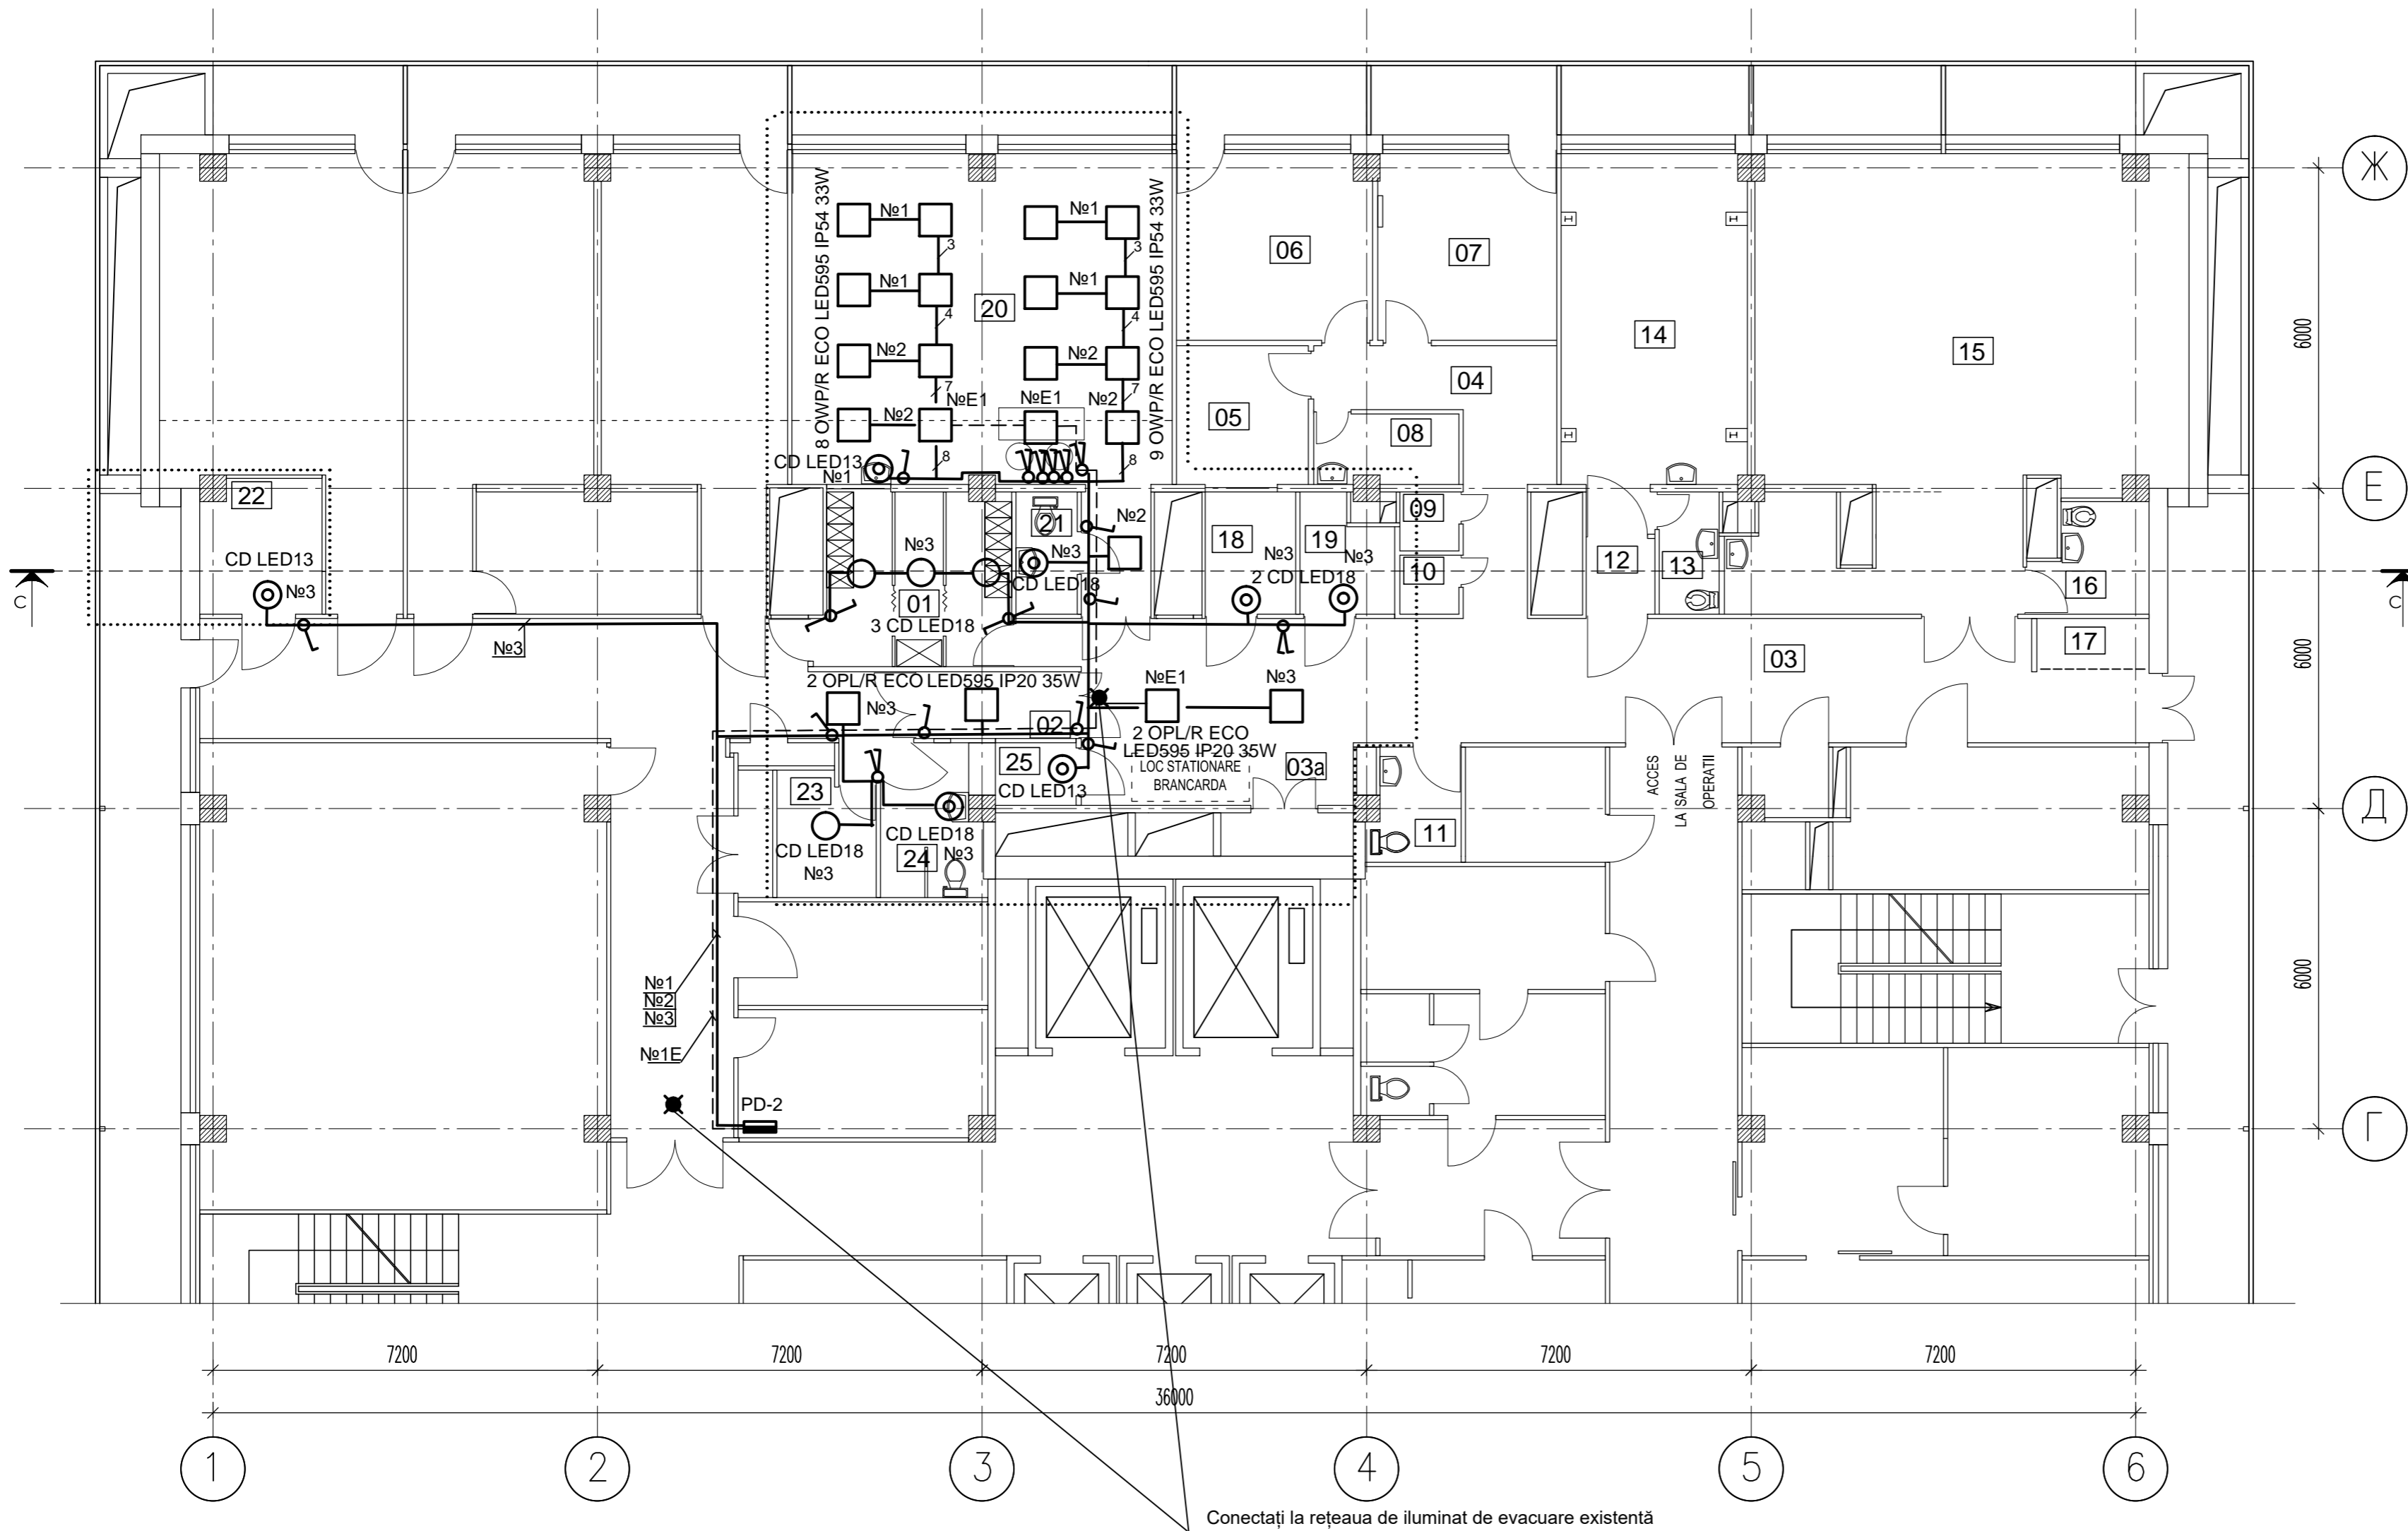 8 OWP/R ECO LED595 IP54 33W
9 OWP/R ECO LED595 IP54 33W
№1
№1
3
3
№1
№1
4
4
20
№2
№2
7
7
№E1
№E1
№2
№2
8
8
CD LED13
№1
06
07
05
04
08
14
15
Ж
6000
E
22
CD LED13
№3
№3
21
№2
№3
№3
CD LED18
01
3 CD LED18
18
19
№3
№3
2 CD LED18
09
10
12
13
16
17
03
C
C
6000
2 OPL/R ECO LED595 IP20 35W
№3
02
№E1
№3
2 OPL/R ECO
LED595 IP20 35W
LOC STATIONARE
BRANCARDA
03a
25
CD LED13
23
CD LED18
№3
CD LED18
24
№3
11
ACCES
LA SALA DE
OPERATII
Д
6000
№1
№2
№3
№1E
PD-2
Г
7200
7200
7200
7200
7200
36000
1
2
3
4
5
6
Conectați la rețeaua de iluminat de evacuare existentă